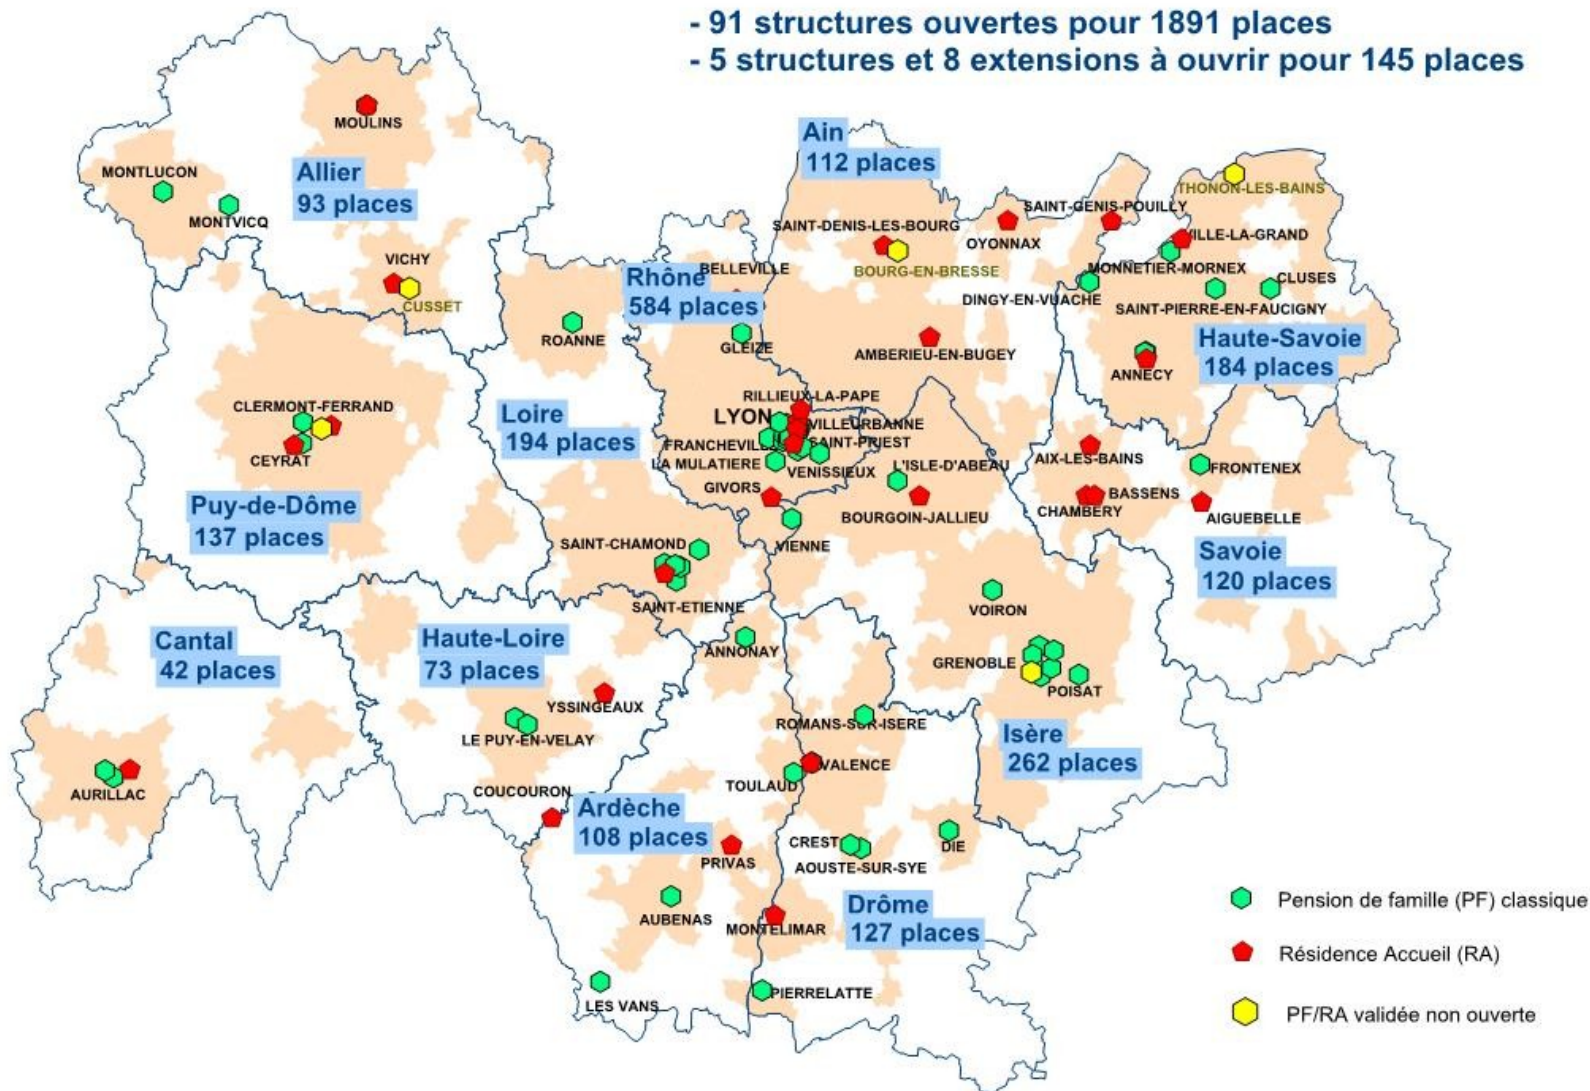 - 91 structures ouvertes pour 1891 places
- 5 structures et 8 extensions à ouvrir pour 145 places
MOULINS
Allier
93 places
MONTLUCON
MONTVICQ
VICHY
CUSSET
Ain
112 places
SAINT-DENIS-LES-BOURG
BOURG-EN-BRESSE
OYONNAX
SAINT-GENIS-POUILLY
THONON-LES-BAINS
VILLE-LA-GRAND
MONNETIER-MORNEX
CLUSES
DINGY-EN-VUACHE
SAINT-PIERRE-EN-FAUCIGNY
Haute-Savoie
184 places
ANNECY
BELLEVILLE
Rhône
584 places
GLEIZE
ROANNE
AMBERIEU-EN-BUGEY
CLERMONT-FERRAND
CEYRAT
Puy-de-Dôme
137 places
Loire
194 places
RILLIEUX-LA-PAPE
LYON
VILLEURBANNE
FRANCHEVILLE
SAINT-PRIEST
LA MULATIERE
VENISSIEUX
GIVORS
L'ISLE-D'ABEAU
BOURGOIN-JALLIEU
VIENNE
AIX-LES-BAINS
FRONTENEX
CHAMBERY
BASSENS
AIGUEBELLE
Savoie
120 places
SAINT-CHAMOND
SAINT-ETIENNE
VOIRON
GRENOBLE
POISAT
Isère
262 places
Cantal
42 places
AURILLAC
Haute-Loire
73 places
YSSINGEAUX
LE PUY-EN-VELAY
COUCOURON
ANNONAY
ROMANS-SUR-ISERE
VALENCE
TOULAUD
Ardèche
108 places
PRIVAS
CREST
AOUSTE-SUR-SYE
DIE
AUBENAS
MONTELIMAR
Drôme
127 places
LES VANS
PIERRELATTE
Pension de famille (PF) classique
Résidence Accueil (RA)
PF/RA validée non ouverte